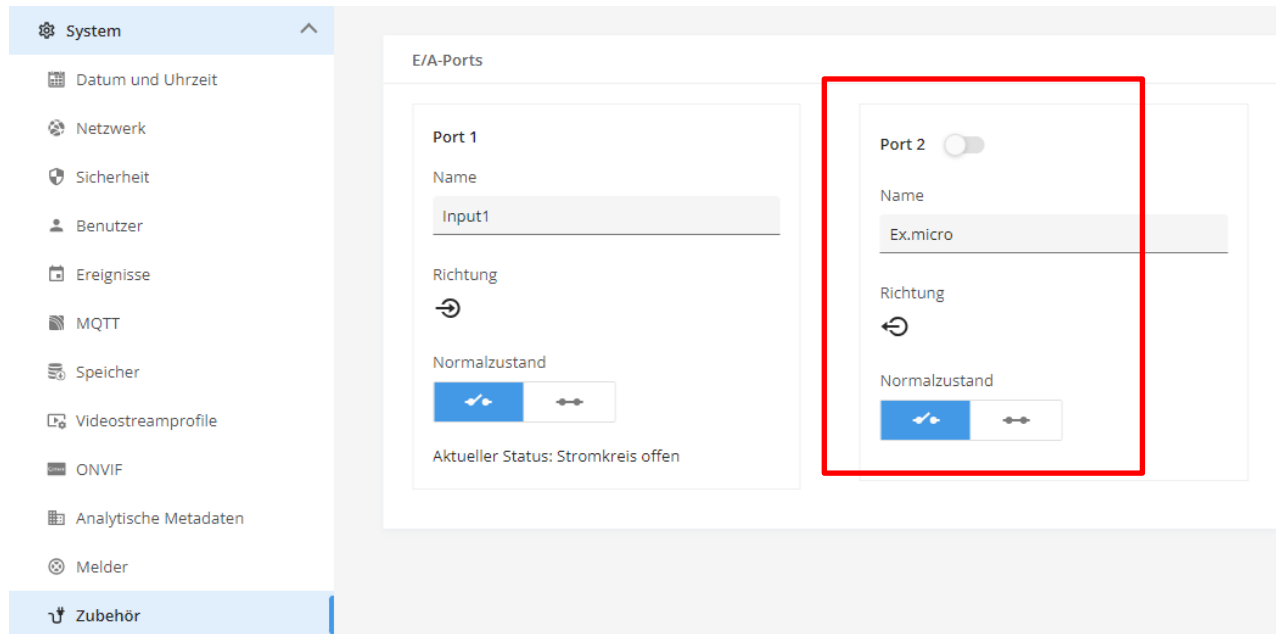 System
Datum und Uhrzeit
Netzwerk
Sicherheit
Benutzer
Ereignisse
MQTT
Speicher
Videostreamprofile
ONVIF
Analytische Metadaten
Melder
Zubehör
E/A-Ports
Port 1
Name
Input1
Richtung
Normalzustand
Aktueller Status: Stromkreis offen
Port 2
Name
Ex.micro
Richtung
Normalzustand